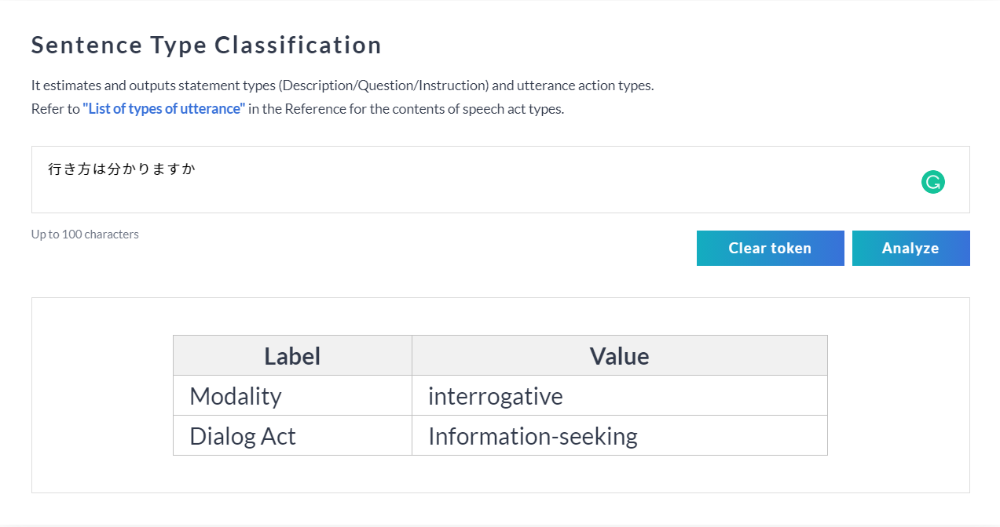 Sentence Type Classification
It estimates and outputs statement types (Description/Question/Instruction) and utterance action types.
Refer to "List of types of utterance" in the Reference for the contents of speech act types.
行き方は分かりますか
Up to 100 characters
Clear token
Analyze
Label Value
Modality interrogative
Dialog Act Information-seeking